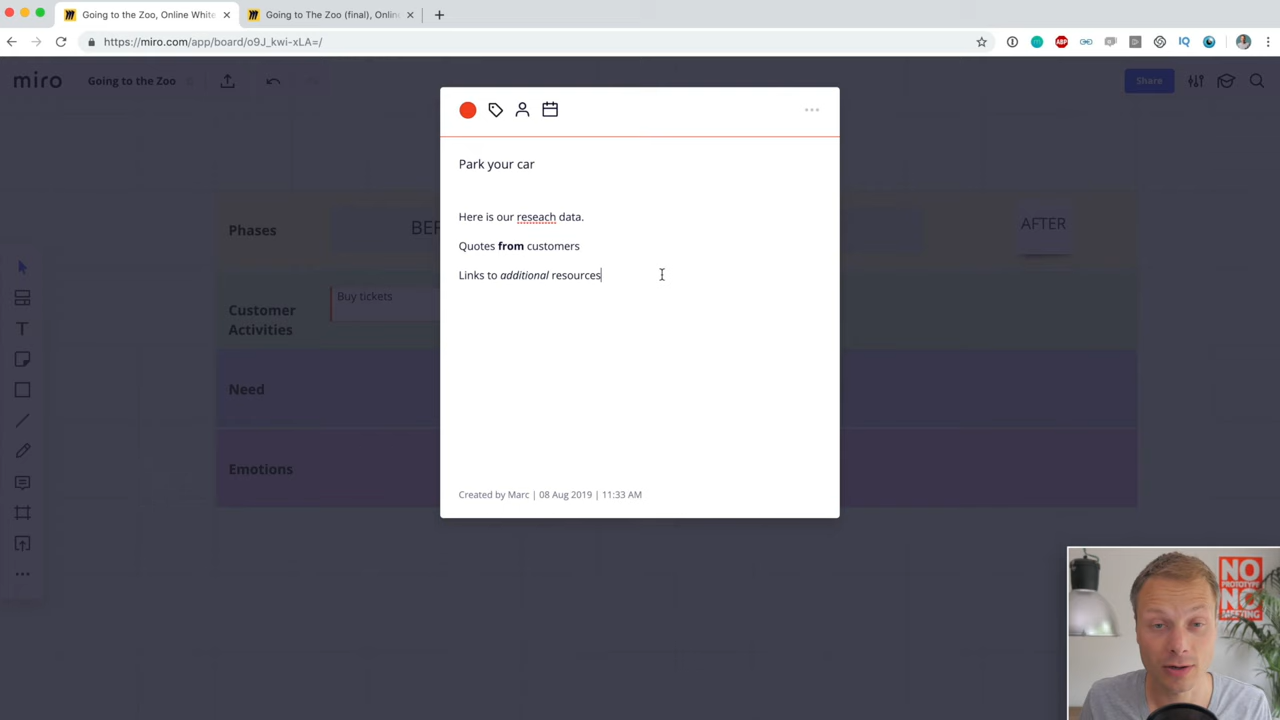 Going to the Zoo, Online White
Going to The Zoo (final), Onlin
https://miro.com/app/board/o9J_kwi-xLA=/
ABP
IQ
miro
Going to the Zoo
Share
Park your car
Here is our reseach data.
Quotes from customers
Links to additional resources
Created by Marc | 08 Aug 2019 | 11:33 AM
Phases
BEF
AFTER
Customer
Activities
Buy tickets
Need
Emotions
T
NO
PROTOTYPE
NO
MEETING